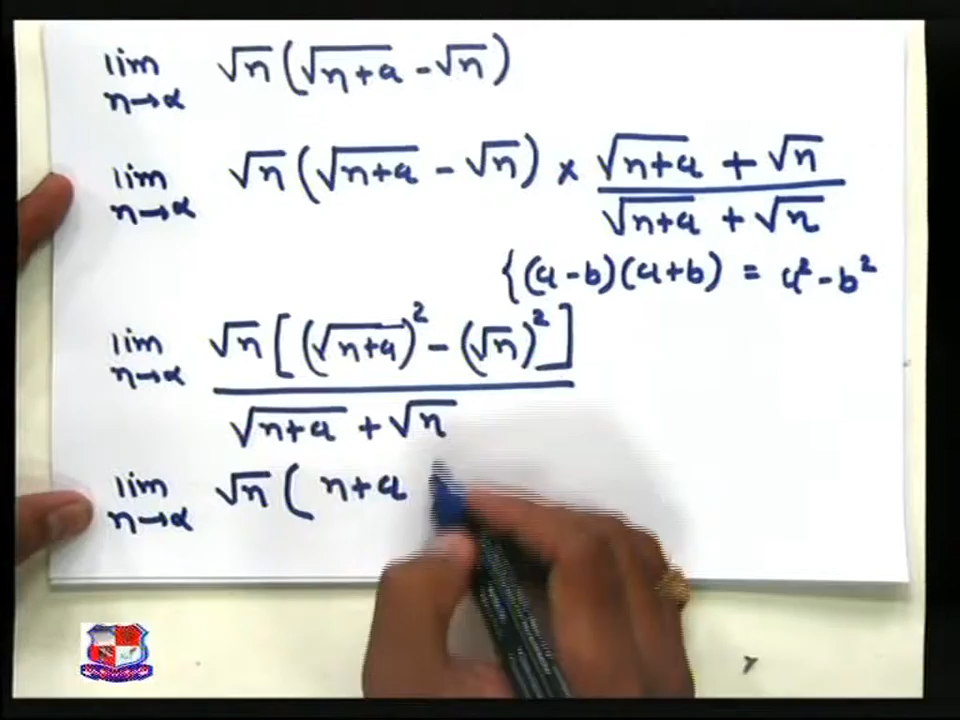 lim n→α √n(√n+a - √n)
lim n→α √n(√n+a - √n) × √n+a + √n / √n+a + √n
{(a-b)(a+b) = a² - b²
lim n→α √n[(√n+a)² - (√n)²] / √n+a + √n
lim n→α √n( n+a